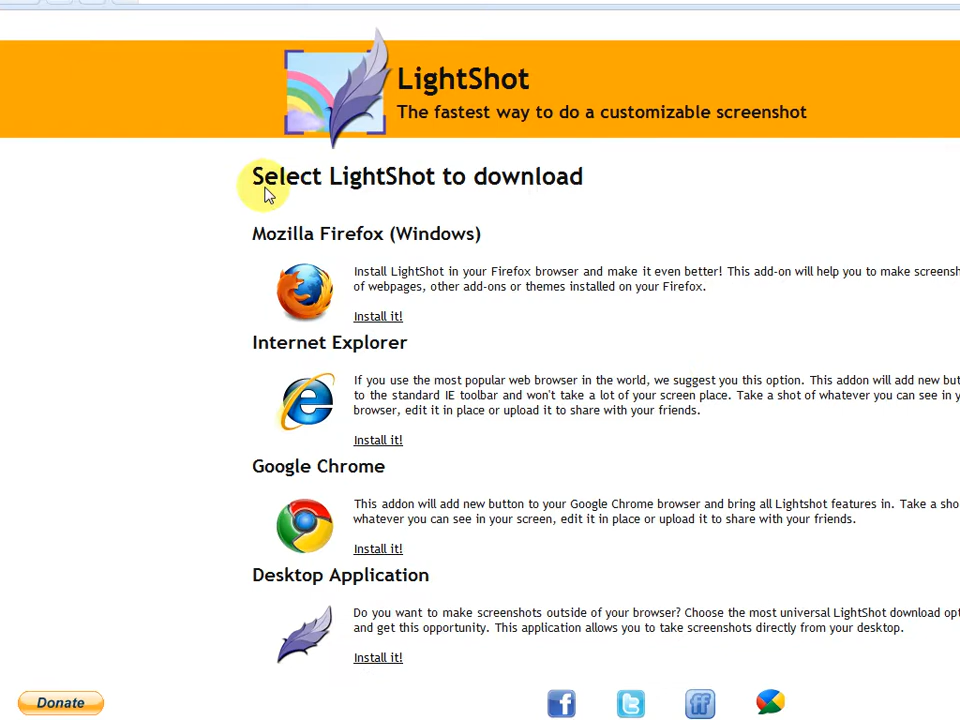 LightShot
The fastest way to do a customizable screenshot
Select LightShot to download
Mozilla Firefox (Windows)
Install LightShot in your Firefox browser and make it even better! This add-on will help you to make
of webpages, other add-ons or themes installed on your Firefox.
Install it!
Internet Explorer
If you use the most popular web browser in the world, we suggest you this option. This addon will add new
to the standard IE toolbar and won't take a lot of your screen place. Take a shot of whatever you can see in
browser, edit it in place or upload it to share with your friends.
Install it!
Google Chrome
This addon will add new button to your Google Chrome browser and bring all Lightshot features in. Take a
whatever you can see in your screen, edit it in place or upload it to share with your friends.
Install it!
Desktop Application
Do you want to make screenshots outside of your browser? Choose the most universal LightShot download
and get this opportunity. This application allows you to take screenshots directly from your desktop.
Install it!
Donate
f
t
ff